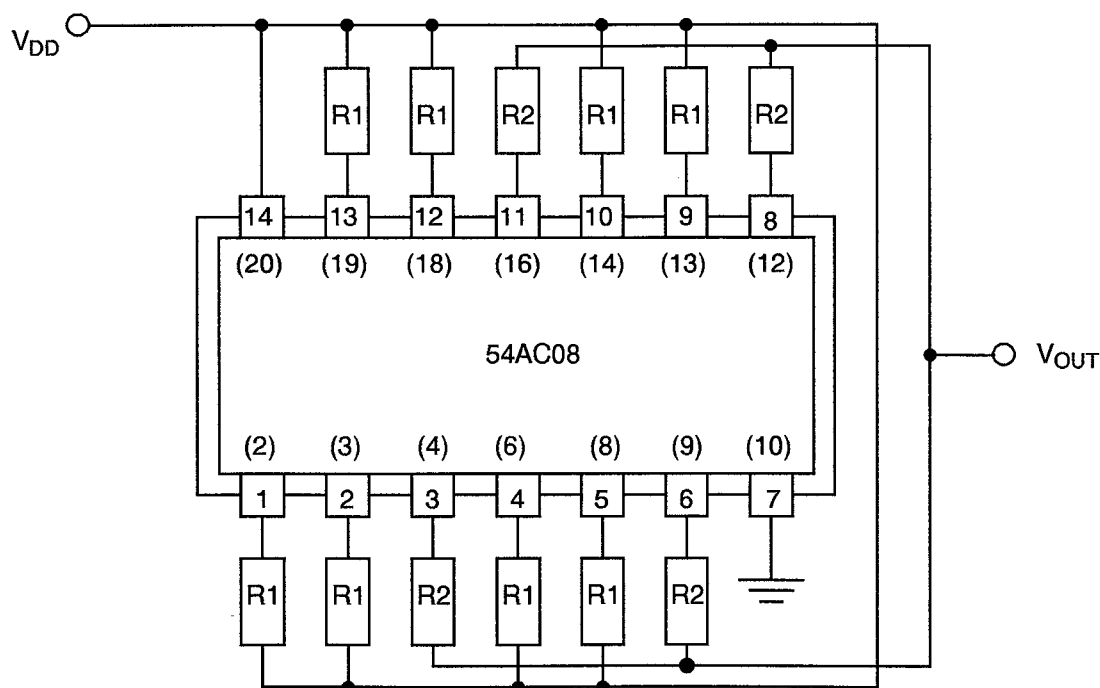 V_DD
R1 R1 R2 R1 R1 R2
14 13 12 11 10 9 8
(20) (19) (18) (16) (14) (13) (12)
54AC08
V_OUT
(2) (3) (4) (6) (8) (9) (10)
1 2 3 4 5 6 7
R1 R1 R2 R1 R1 R2